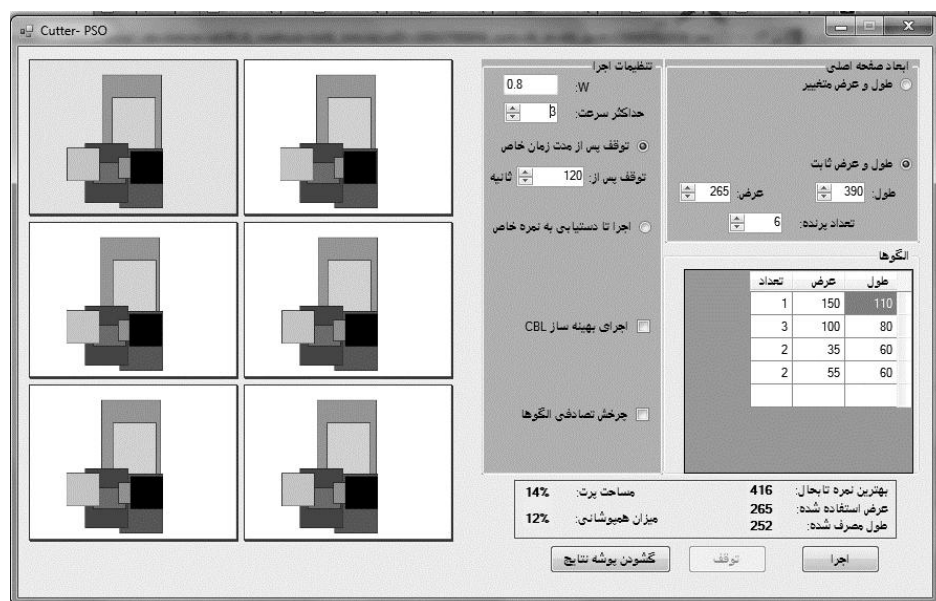 Cutter- PSO
ابعاد صفحه اصلی
طول و عرض متغییر
طول و عرض ثابت
طول: 390 عرض: 265
تعداد پرنده: 6
الگوها
طول عرض تعداد
110 150 1
80 100 3
60 35 2
60 55 2
تنظیمات اجرا
W: 0.8
حداکثر سرعت: 3
توقف پس از مدت زمان خاص
توقف پس از: 120 ثانیه
اجرا تا دستیابی به نمره خاص
اجرای بهینه ساز CBL
چرخش تصادفی الگوها
بهترین نمره تابحال: 416
عرض استفاده شده: 265
طول مصرف شده: 252
مساحت پرت: 14%
میزان همپوشانی: 12%
اجرا
توقف
گشودن پوشه نتایج